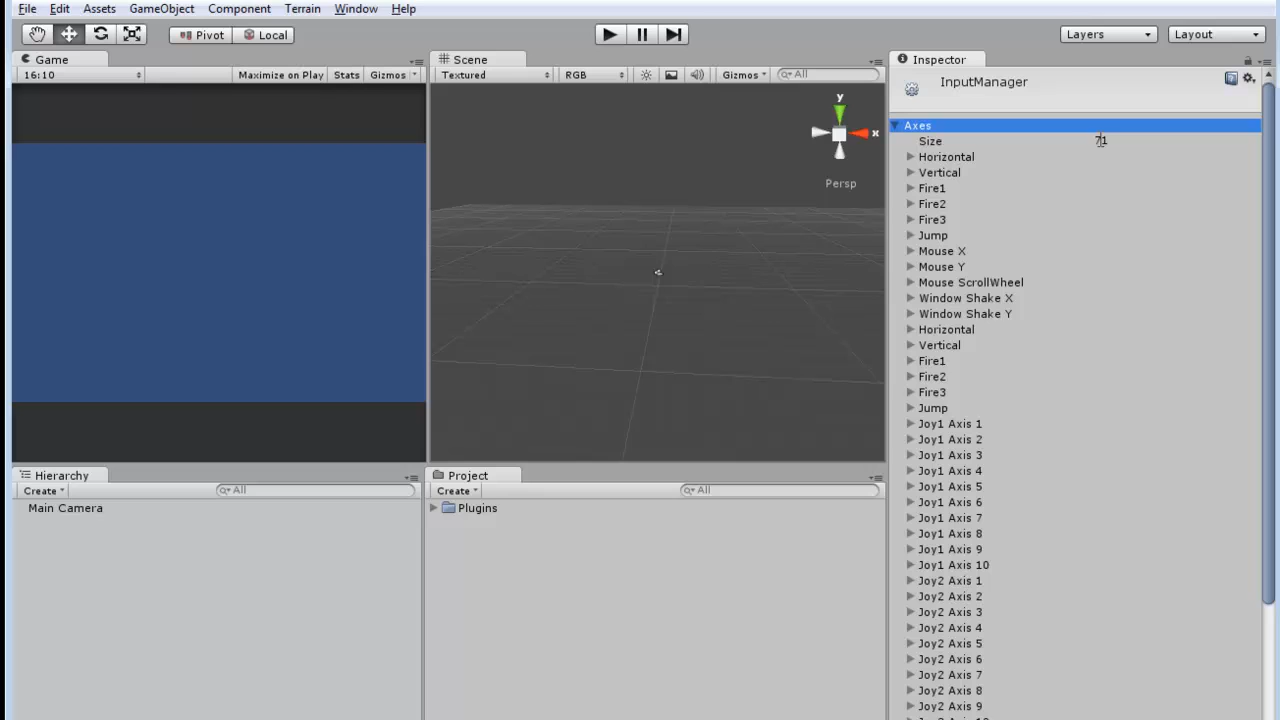 File Edit Assets GameObject Component Terrain Window Help
Pivot Local Layers Layout
Game
16:10 Maximize on Play Stats Gizmos
Scene
Textured RGB Gizmos All
y
x
Persp
Hierarchy
Create All
Main Camera
Project
Create All
Plugins
Inspector
InputManager
Axes
Size 71
Horizontal
Vertical
Fire1
Fire2
Fire3
Jump
Mouse X
Mouse Y
Mouse ScrollWheel
Window Shake X
Window Shake Y
Horizontal
Vertical
Fire1
Fire2
Fire3
Jump
Joy1 Axis 1
Joy1 Axis 2
Joy1 Axis 3
Joy1 Axis 4
Joy1 Axis 5
Joy1 Axis 6
Joy1 Axis 7
Joy1 Axis 8
Joy1 Axis 9
Joy1 Axis 10
Joy2 Axis 1
Joy2 Axis 2
Joy2 Axis 3
Joy2 Axis 4
Joy2 Axis 5
Joy2 Axis 6
Joy2 Axis 7
Joy2 Axis 8
Joy2 Axis 9